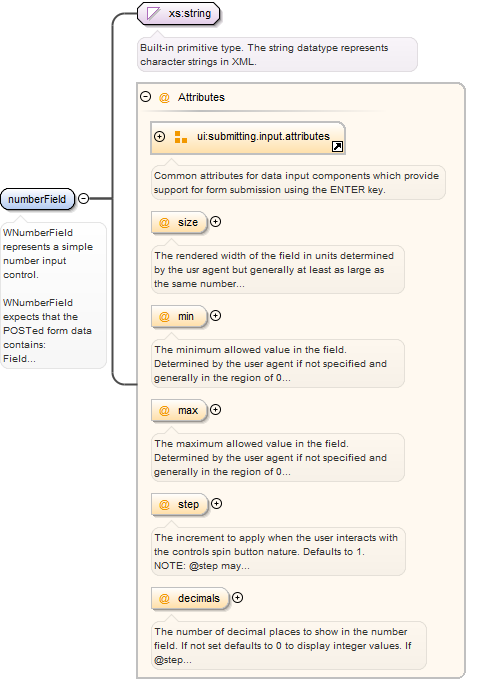 xs:string
Built-in primitive type. The string datatype represents
character strings in XML.
@ Attributes
ui:submitting.input.attributes
Common attributes for data input components which provide
support for form submission using the ENTER key.
numberField
WNumberField
represents a simple
number input
control.
WNumberField
expects that the
POSTed form data
contains:
Field...
@ size
The rendered width of the field in units determined
by the usr agent but generally at least as large as
the same number...
@ min
The minimum allowed value in the field.
Determined by the user agent if not specified and
generally in the region of 0...
@ max
The maximum allowed value in the field.
Determined by the user agent if not specified and
generally in the region of 0...
@ step
The increment to apply when the user interacts with
the controls spin button nature. Defaults to 1.
NOTE: @step may...
@ decimals
The number of decimal places to show in the number
field. If not set defaults to 0 to display integer values. If
@step...